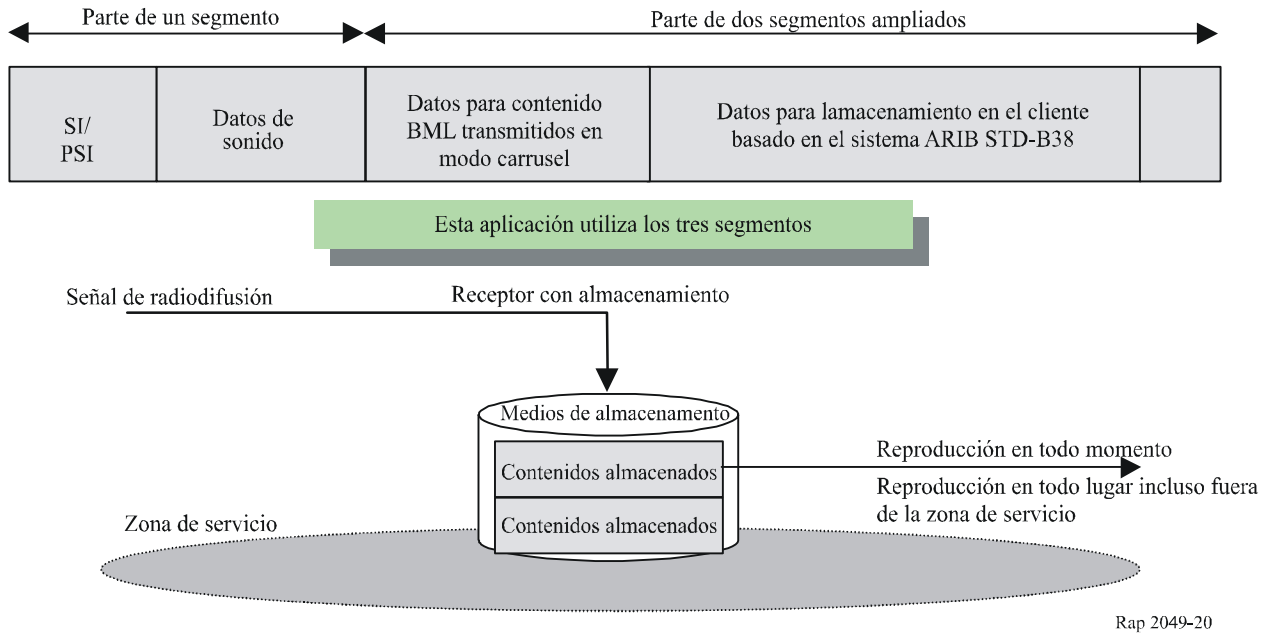 Parte de un segmento
Parte de dos segmentos ampliados
SI/
PSI
Datos de
sonido
Datos para contenido
BML transmitidos en
modo carrusel
Datos para lamacenamiento en el cliente
basado en el sistema ARIB STD-B38
Esta aplicación utiliza los tres segmentos
Señal de radiodifusión
Receptor con almacenamiento
Medios de almacenamento
Contenidos almacenados
Contenidos almacenados
Reproducción en todo momento
Reproducción en todo lugar incluso fuera
de la zona de servicio
Zona de servicio
Rap 2049-20